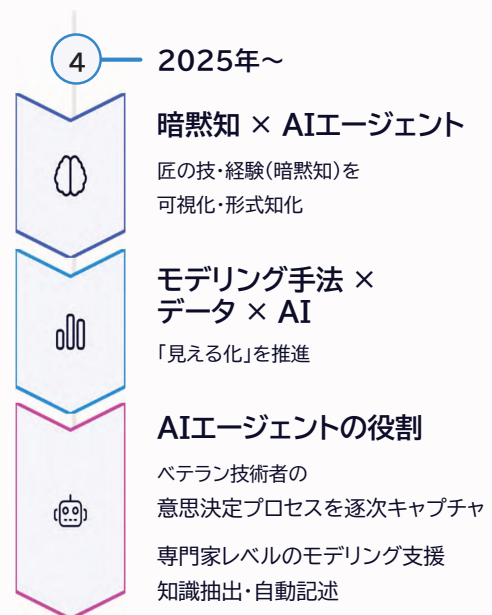 4
2025年～
暗黙知 × AIエージェント
匠の技・経験(暗黙知)を
可視化・形式知化
モデリング手法 ×
データ × AI
「見える化」を推進
AIエージェントの役割
ベテラン技術者の
意思決定プロセスを逐次キャプチャ
専門家レベルのモデリング支援
知識抽出・自動記述